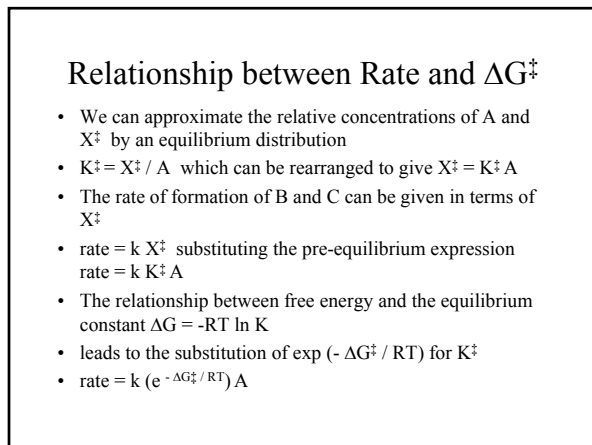 Relationship between Rate and ΔG‡
• We can approximate the relative concentrations of A and
X‡ by an equilibrium distribution
• K‡ = X‡ / A which can be rearranged to give X‡ = K‡ A
• The rate of formation of B and C can be given in terms of
X‡
• rate = k X‡ substituting the pre-equilibrium expression
rate = k K‡ A
• The relationship between free energy and the equilibrium
constant ΔG = -RT ln K
• leads to the substitution of exp (- ΔG‡ / RT) for K‡
• rate = k (e - ΔG‡ / RT) A